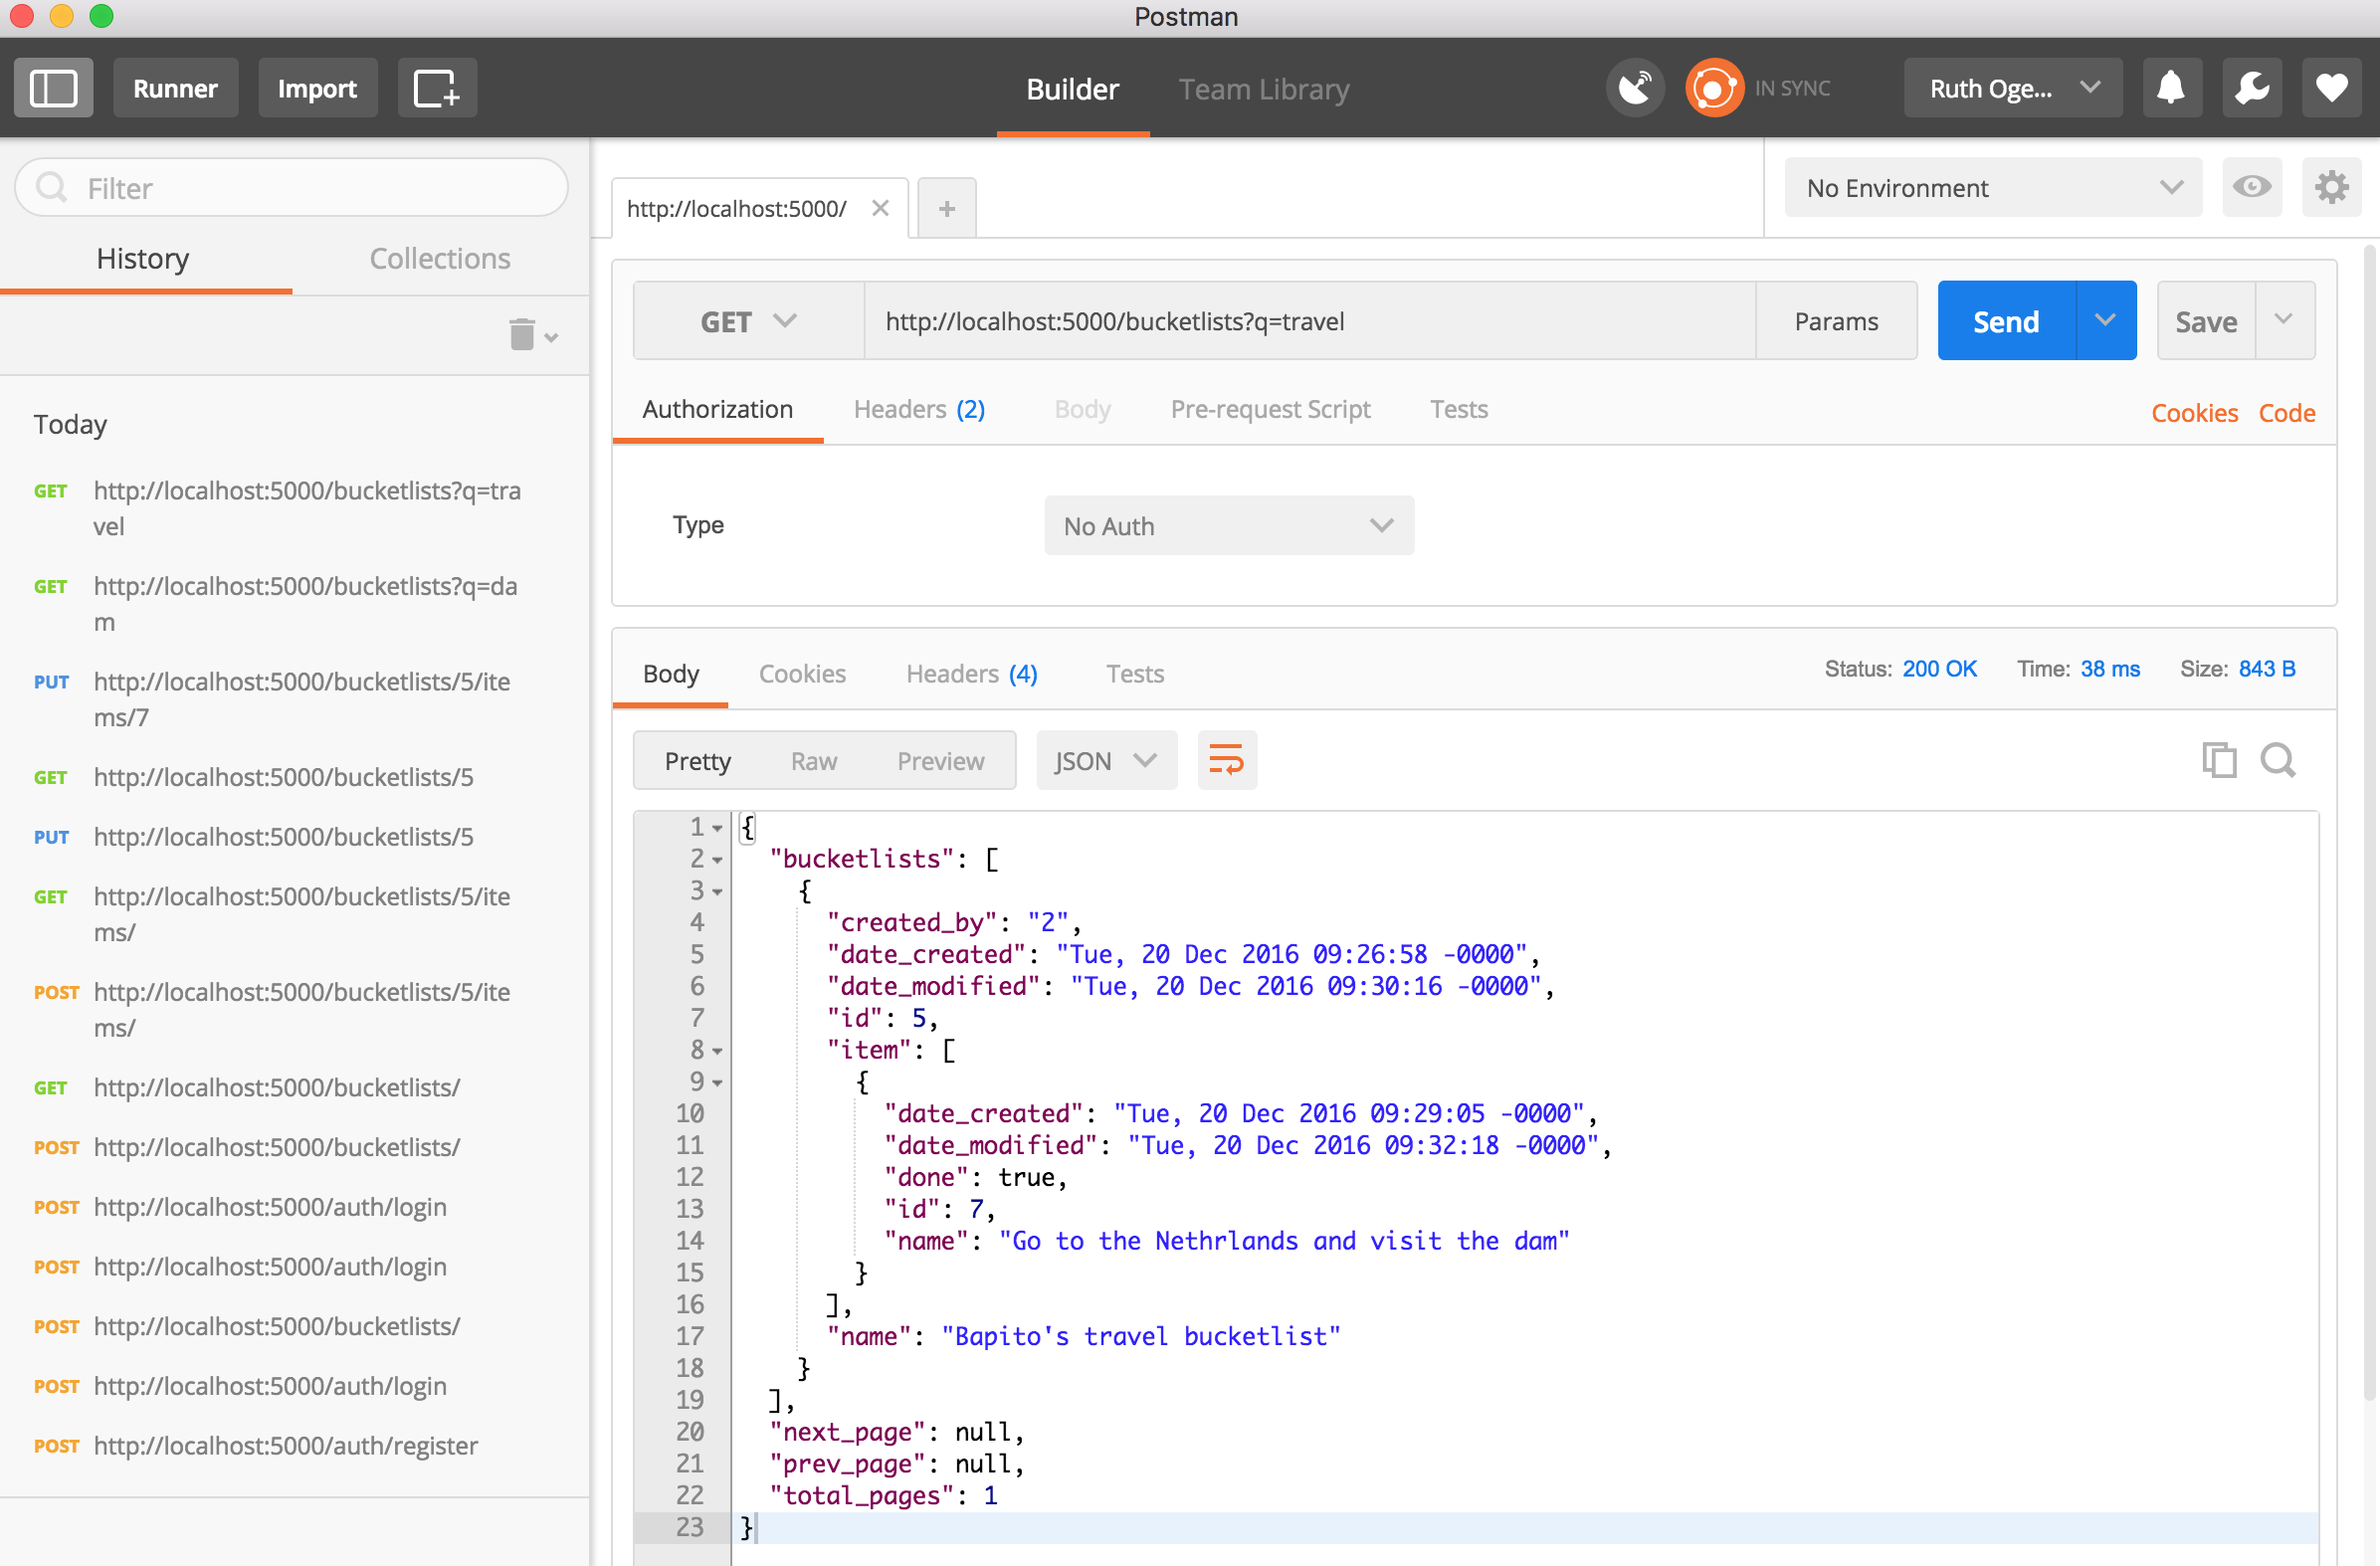 Postman
Runner
Import
Builder
Team Library
IN SYNC
Ruth Oge...
Filter
History
Collections
Today
GET http://localhost:5000/bucketlists?q=tra
vel
GET http://localhost:5000/bucketlists?q=da
m
PUT http://localhost:5000/bucketlists/5/ite
ms/7
GET http://localhost:5000/bucketlists/5
PUT http://localhost:5000/bucketlists/5
GET http://localhost:5000/bucketlists/5/ite
ms/
POST http://localhost:5000/bucketlists/5/ite
ms/
GET http://localhost:5000/bucketlists/
POST http://localhost:5000/bucketlists/
POST http://localhost:5000/auth/login
POST http://localhost:5000/auth/login
POST http://localhost:5000/bucketlists/
POST http://localhost:5000/auth/login
POST http://localhost:5000/auth/register
http://localhost:5000/
No Environment
GET http://localhost:5000/bucketlists?q=travel Params Send Save
Authorization Headers (2) Body Pre-request Script Tests Cookies Code
Type No Auth
Body Cookies Headers (4) Tests Status: 200 OK Time: 38 ms Size: 843 B
Pretty Raw Preview JSON
1 {
2 "bucketlists": [
3 {
4 "created_by": "2",
5 "date_created": "Tue, 20 Dec 2016 09:26:58 -0000",
6 "date_modified": "Tue, 20 Dec 2016 09:30:16 -0000",
7 "id": 5,
8 "item": [
9 {
10 "date_created": "Tue, 20 Dec 2016 09:29:05 -0000",
11 "date_modified": "Tue, 20 Dec 2016 09:32:18 -0000",
12 "done": true,
13 "id": 7,
14 "name": "Go to the Nethrlands and visit the dam"
15 }
16 ],
17 "name": "Bapito's travel bucketlist"
18 }
19 ],
20 "next_page": null,
21 "prev_page": null,
22 "total_pages": 1
23 }